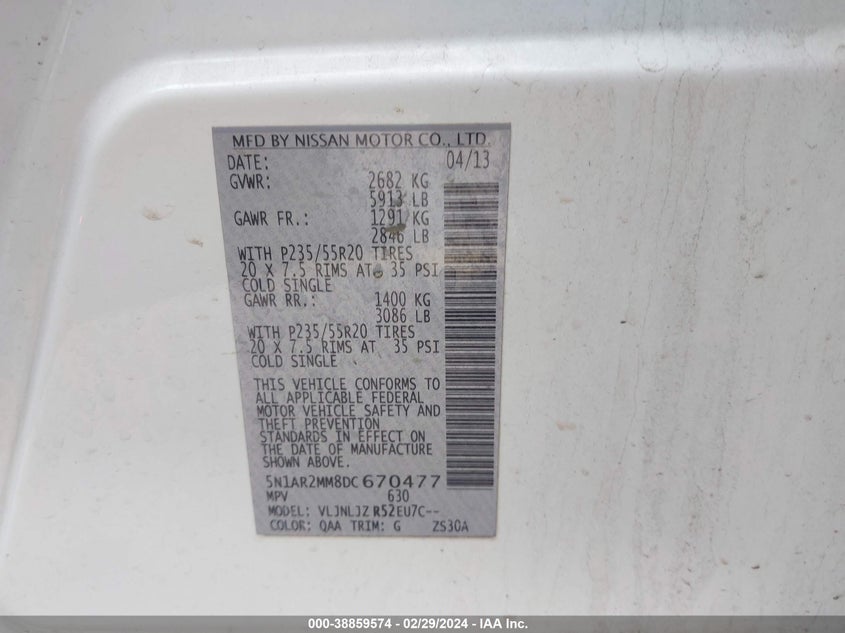 MFD BY NISSAN MOTOR CO., LTD.
DATE: 04/13
GVWR: 2682 KG
5913 LB
GAWR FR.: 1291 KG
2846 LB
WITH P235/55R20 TIRES
20 X 7.5 RIMS AT 35 PSI
COLD SINGLE
GAWR RR.: 1400 KG
3086 LB
WITH P235/55R20 TIRES
20 X 7.5 RIMS AT 35 PSI
COLD SINGLE
THIS VEHICLE CONFORMS TO
ALL APPLICABLE FEDERAL
MOTOR VEHICLE SAFETY AND
THEFT PREVENTION
STANDARDS IN EFFECT ON
THE DATE OF MANUFACTURE
SHOWN ABOVE.
5N1AR2MM8DC670477
MPV 630
MODEL: VLJNLJZ R52EU7C--
COLOR: QAA TRIM: G ZS30A
000-38859574 - 02/29/2024 - IAA Inc.